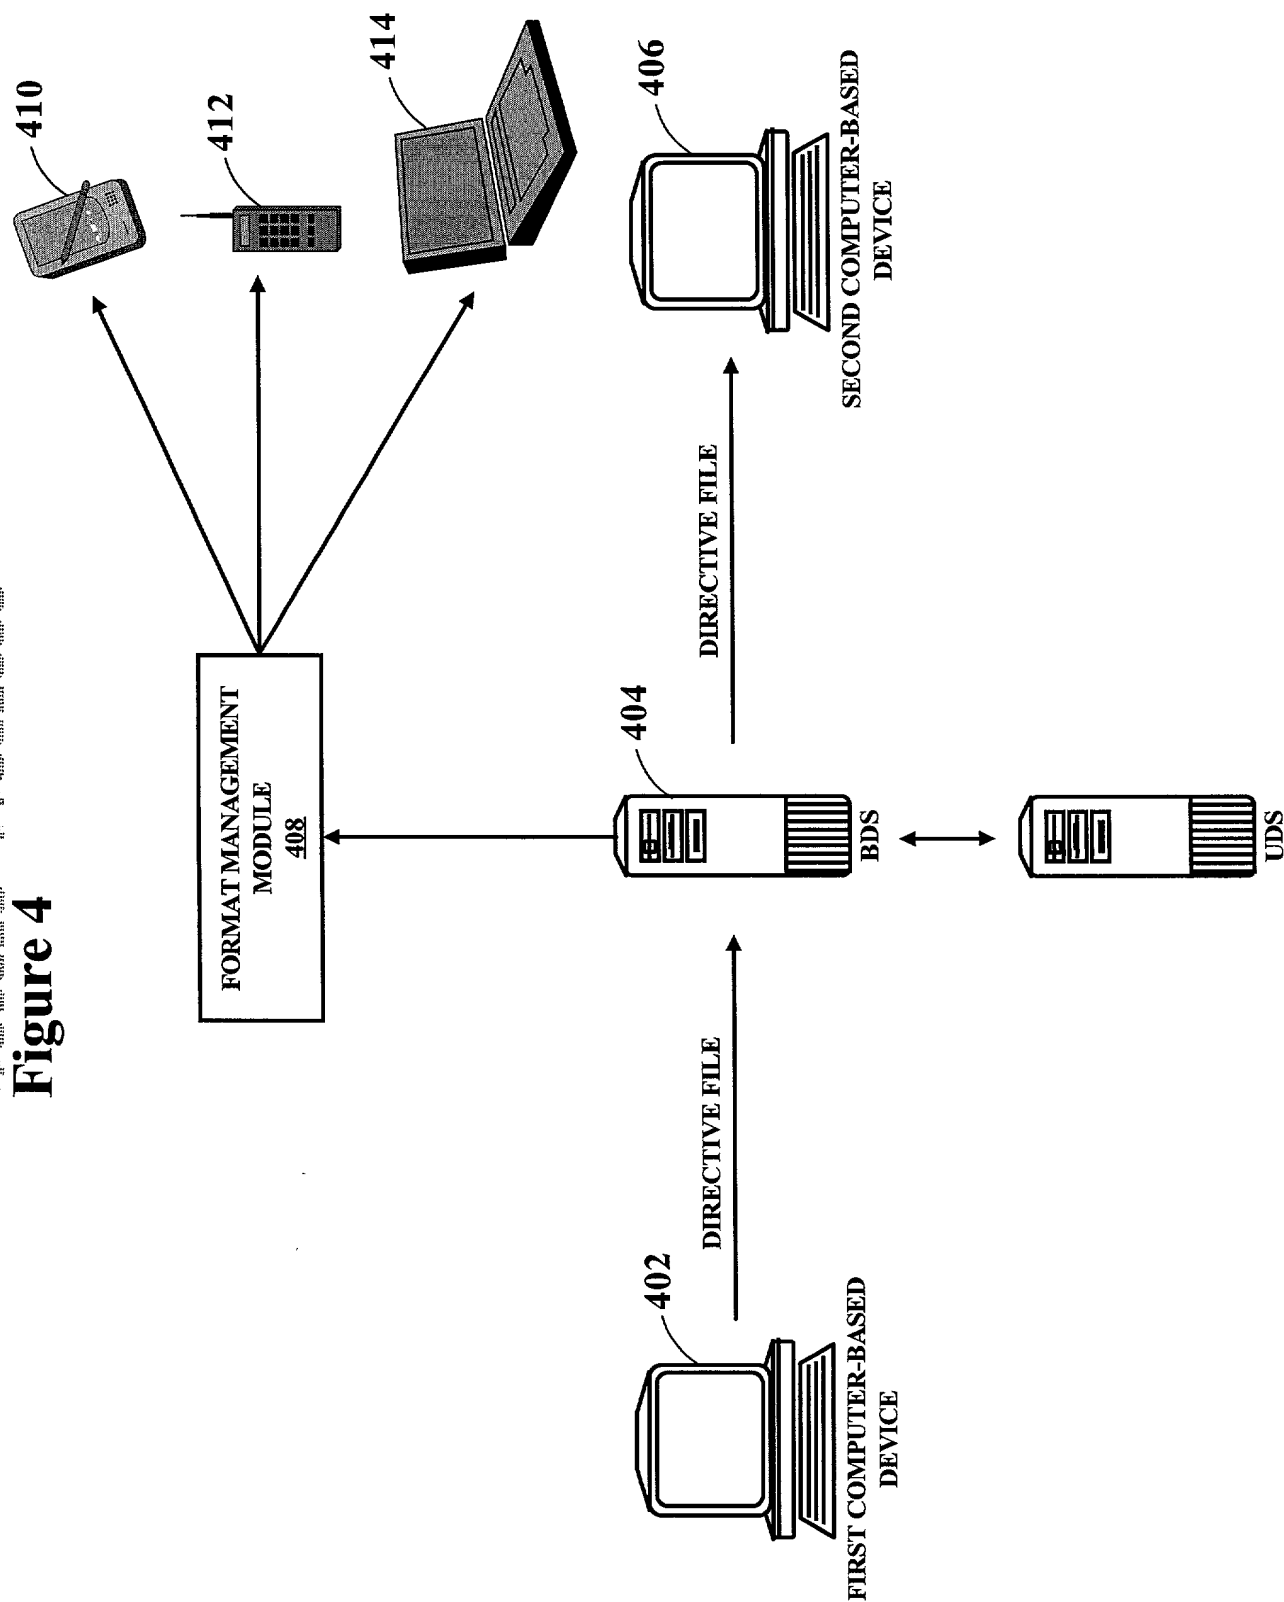 Figure 4
410
412
414
FORMAT MANAGEMENT
MODULE
408
402
404
406
DIRECTIVE FILE
DIRECTIVE FILE
FIRST COMPUTER-BASED
DEVICE
BDS
SECOND COMPUTER-BASED
DEVICE
UDS